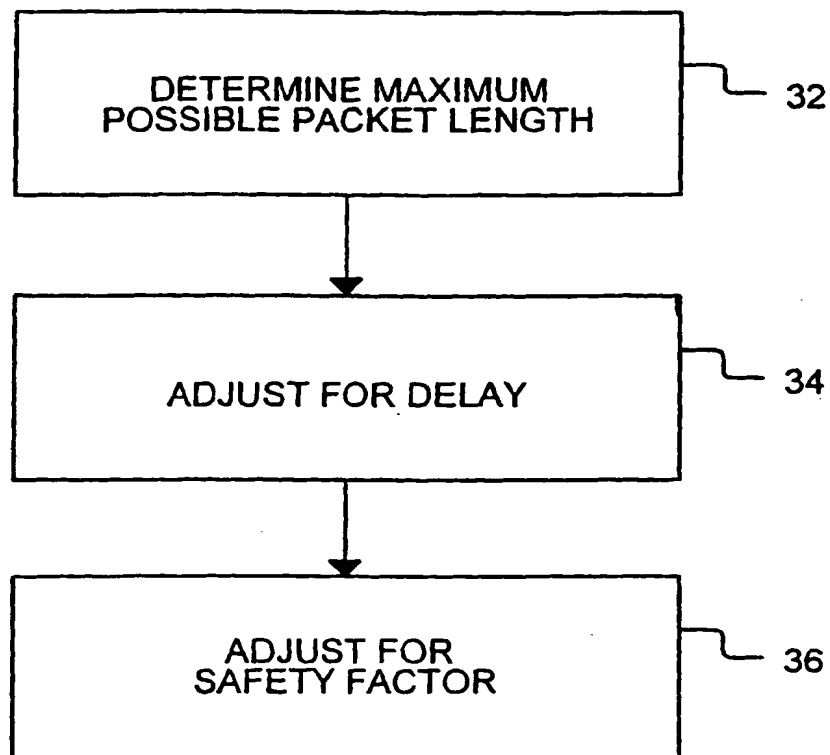 DETERMINE MAXIMUM
POSSIBLE PACKET LENGTH
32
ADJUST FOR DELAY
34
ADJUST FOR
SAFETY FACTOR
36